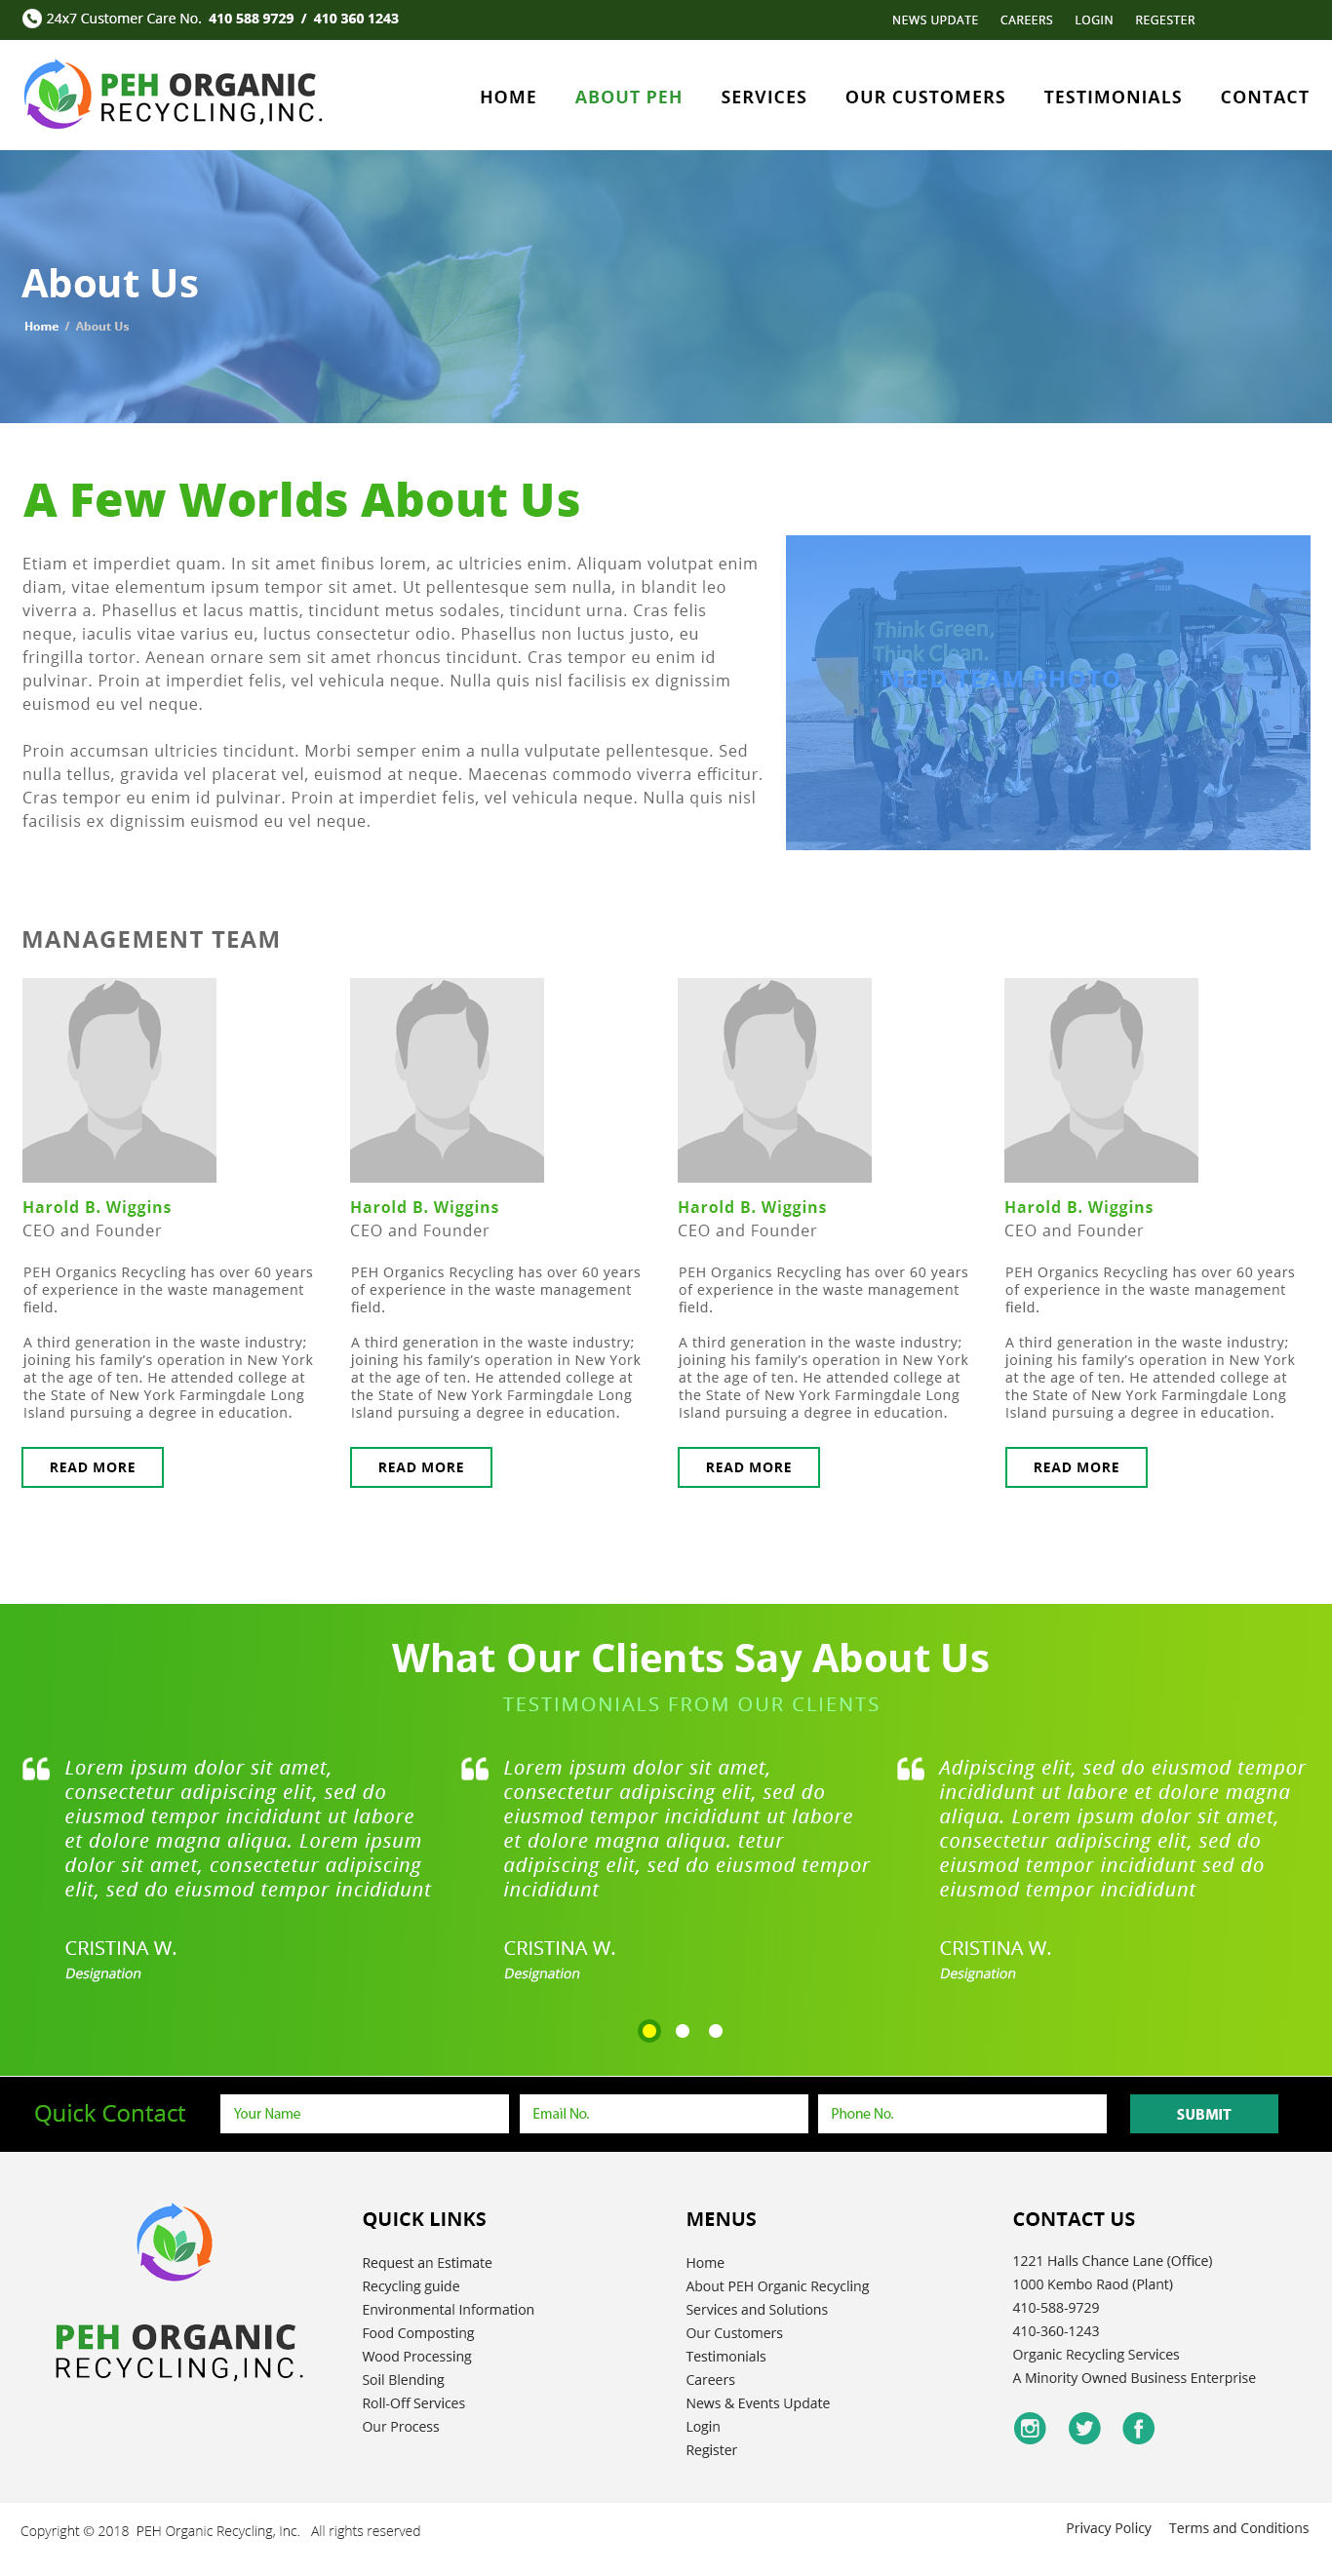 24x7 Customer Care No. 410 588 9729 / 410 360 1243
NEWS UPDATE CAREERS LOGIN REGESTER
PEH ORGANIC
RECYCLING,INC.
HOME ABOUT PEH SERVICES OUR CUSTOMERS TESTIMONIALS CONTACT
About Us
Home / About Us
A Few Worlds About Us
Etiam et imperdiet quam. In sit amet finibus lorem, ac ultricies enim. Aliquam volutpat enim
diam, vitae elementum ipsum tempor sit amet. Ut pellentesque sem nulla, in blandit leo
viverra a. Phasellus et lacus mattis, tincidunt metus sodales, tincidunt urna. Cras felis
neque, iaculis vitae varius eu, luctus consectetur odio. Phasellus non luctus justo, eu
fringilla tortor. Aenean ornare sem sit amet rhoncus tincidunt. Cras tempor eu enim id
pulvinar. Proin at imperdiet felis, vel vehicula neque. Nulla quis nisl facilisis ex dignissim
euismod eu vel neque.
Proin accumsan ultricies tincidunt. Morbi semper enim a nulla vulputate pellentesque. Sed
nulla tellus, gravida vel placerat vel, euismod at neque. Maecenas commodo viverra efficitur.
Cras tempor eu enim id pulvinar. Proin at imperdiet felis, vel vehicula neque. Nulla quis nisl
facilisis ex dignissim euismod eu vel neque.
Think Green,
Think Clean.
NEED TEAM PHOTO
MANAGEMENT TEAM
Harold B. Wiggins
CEO and Founder
PEH Organics Recycling has over 60 years
of experience in the waste management
field.
A third generation in the waste industry;
joining his family's operation in New York
at the age of ten. He attended college at
the State of New York Farmingdale Long
Island pursuing a degree in education.
READ MORE
Harold B. Wiggins
CEO and Founder
PEH Organics Recycling has over 60 years
of experience in the waste management
field.
A third generation in the waste industry;
joining his family's operation in New York
at the age of ten. He attended college at
the State of New York Farmingdale Long
Island pursuing a degree in education.
READ MORE
Harold B. Wiggins
CEO and Founder
PEH Organics Recycling has over 60 years
of experience in the waste management
field.
A third generation in the waste industry;
joining his family's operation in New York
at the age of ten. He attended college at
the State of New York Farmingdale Long
Island pursuing a degree in education.
READ MORE
Harold B. Wiggins
CEO and Founder
PEH Organics Recycling has over 60 years
of experience in the waste management
field.
A third generation in the waste industry;
joining his family's operation in New York
at the age of ten. He attended college at
the State of New York Farmingdale Long
Island pursuing a degree in education.
READ MORE
What Our Clients Say About Us
TESTIMONIALS FROM OUR CLIENTS
Lorem ipsum dolor sit amet,
consectetur adipiscing elit, sed do
eiusmod tempor incididunt ut labore
et dolore magna aliqua. Lorem ipsum
dolor sit amet, consectetur adipiscing
elit, sed do eiusmod tempor incididunt
CRISTINA W.
Designation
Lorem ipsum dolor sit amet,
consectetur adipiscing elit, sed do
eiusmod tempor incididunt ut labore
et dolore magna aliqua. tetur
adipiscing elit, sed do eiusmod tempor
incididunt
CRISTINA W.
Designation
Adipiscing elit, sed do eiusmod tempor
incididunt ut labore et dolore magna
aliqua. Lorem ipsum dolor sit amet,
consectetur adipiscing elit, sed do
eiusmod tempor incididunt sed do
eiusmod tempor incididunt
CRISTINA W.
Designation
Quick Contact
Your Name
Email No.
Phone No.
SUBMIT
PEH ORGANIC
RECYCLING,INC.
QUICK LINKS
Request an Estimate
Recycling guide
Environmental Information
Food Composting
Wood Processing
Soil Blending
Roll-Off Services
Our Process
MENUS
Home
About PEH Organic Recycling
Services and Solutions
Our Customers
Testimonials
Careers
News & Events Update
Login
Register
CONTACT US
1221 Halls Chance Lane (Office)
1000 Kembo Raod (Plant)
410-588-9729
410-360-1243
Organic Recycling Services
A Minority Owned Business Enterprise
Copyright © 2018 PEH Organic Recycling, Inc. All rights reserved
Privacy Policy Terms and Conditions